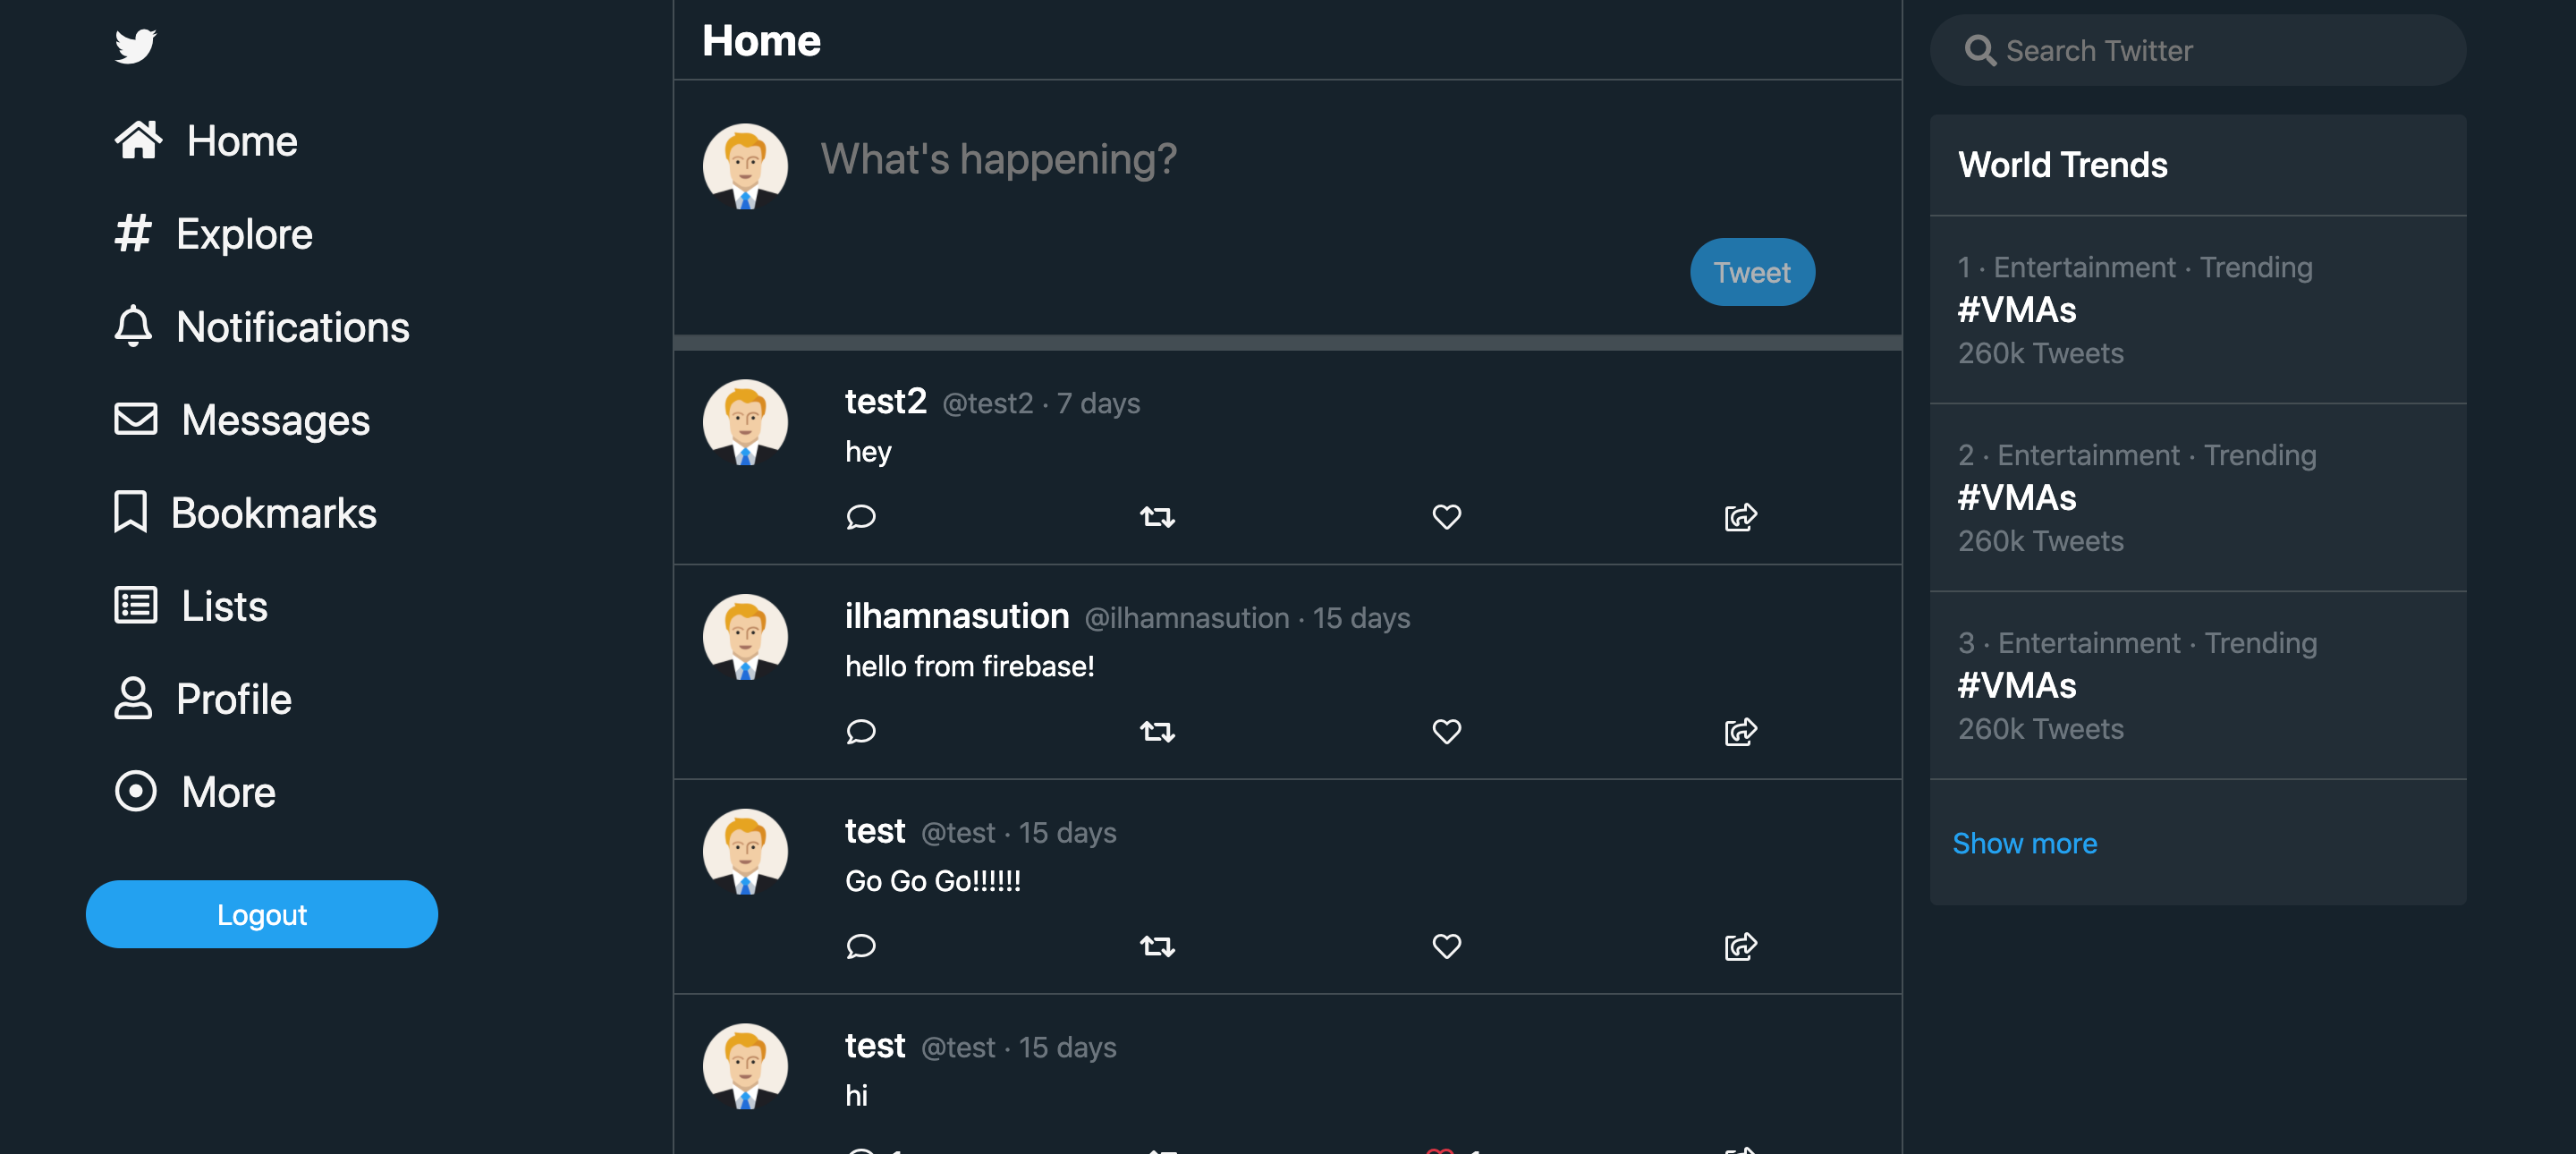 Home
Explore
Notifications
Messages
Bookmarks
Lists
Profile
More
Logout
Home
What's happening?
Tweet
test2 @test2 · 7 days
hey
ilhamnasution @ilhamnasution · 15 days
hello from firebase!
test @test · 15 days
Go Go Go!!!!!!
test @test · 15 days
hi
Search Twitter
World Trends
1 · Entertainment · Trending
#VMAs
260k Tweets
2 · Entertainment · Trending
#VMAs
260k Tweets
3 · Entertainment · Trending
#VMAs
260k Tweets
Show more